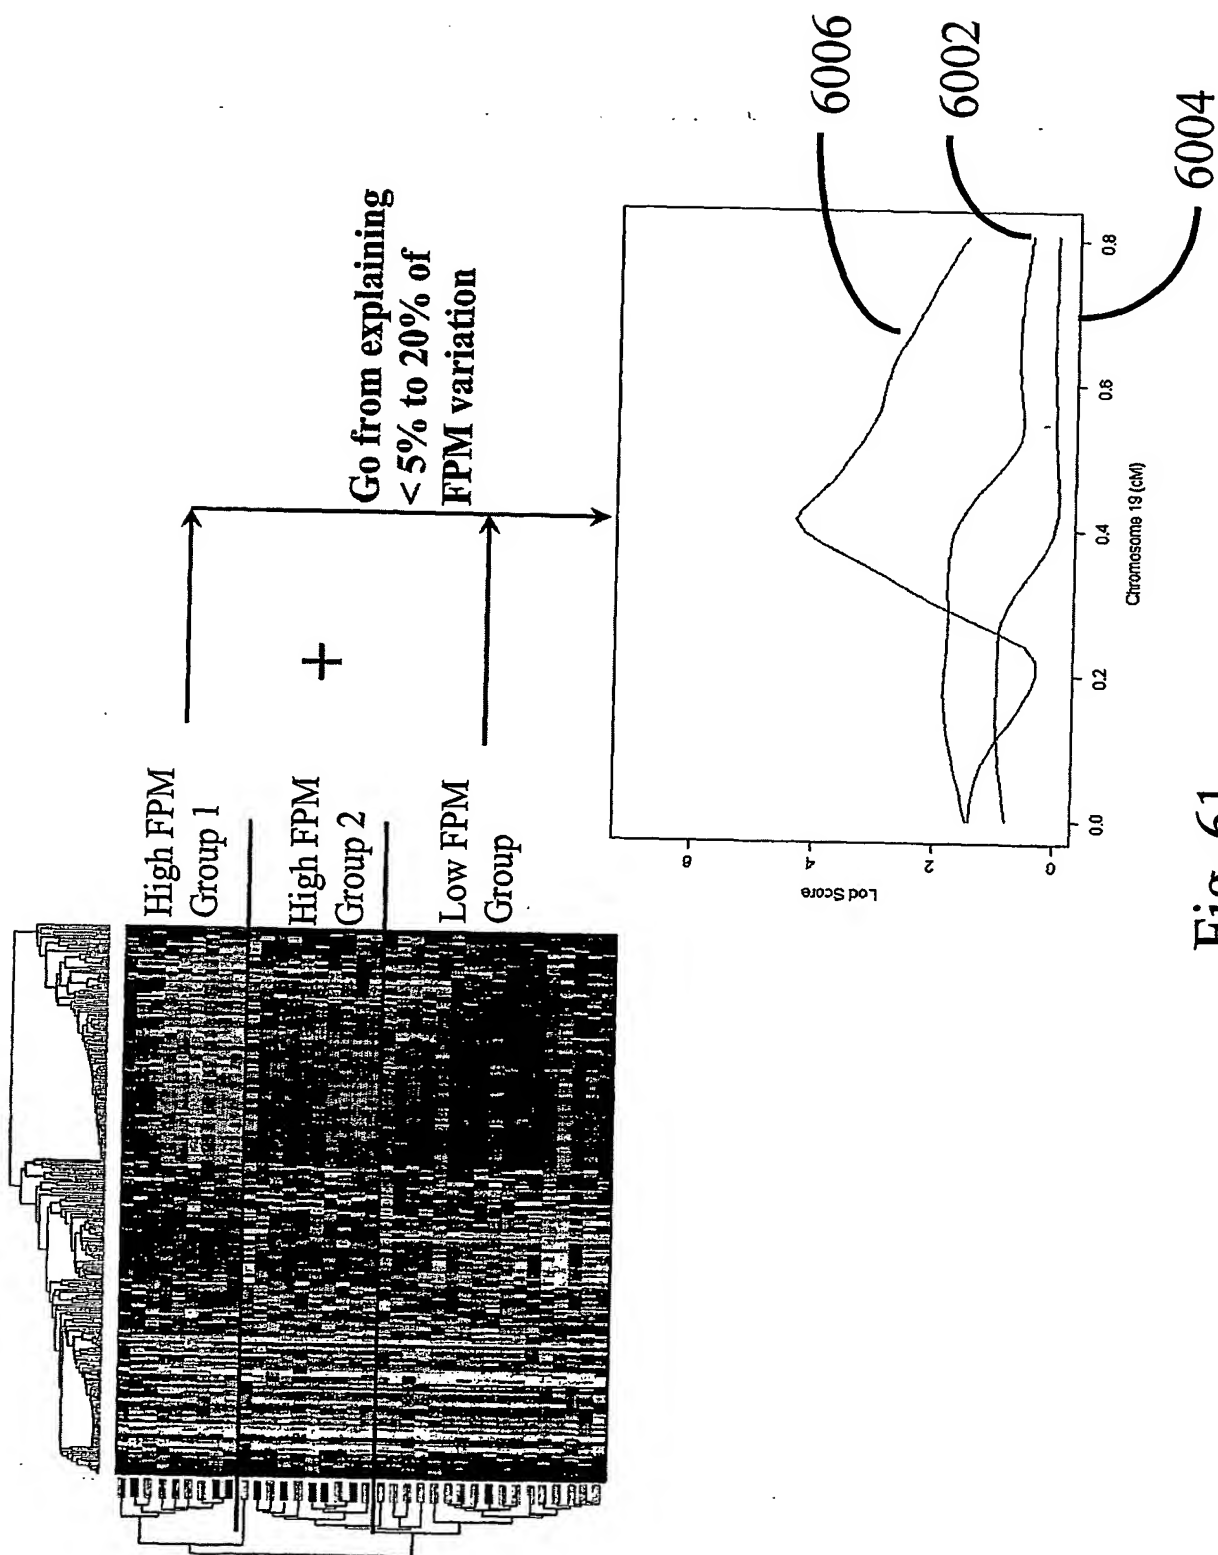 High FPM
Group 1
High FPM
Group 2
Low FPM
Group
+
Go from explaining
< 5% to 20% of
FPM variation
Lod Score
6
4
2
0
0.0
0.2
0.4
0.6
0.8
Chromosome 19 (cM)
6006
6002
6004
Fig. 61